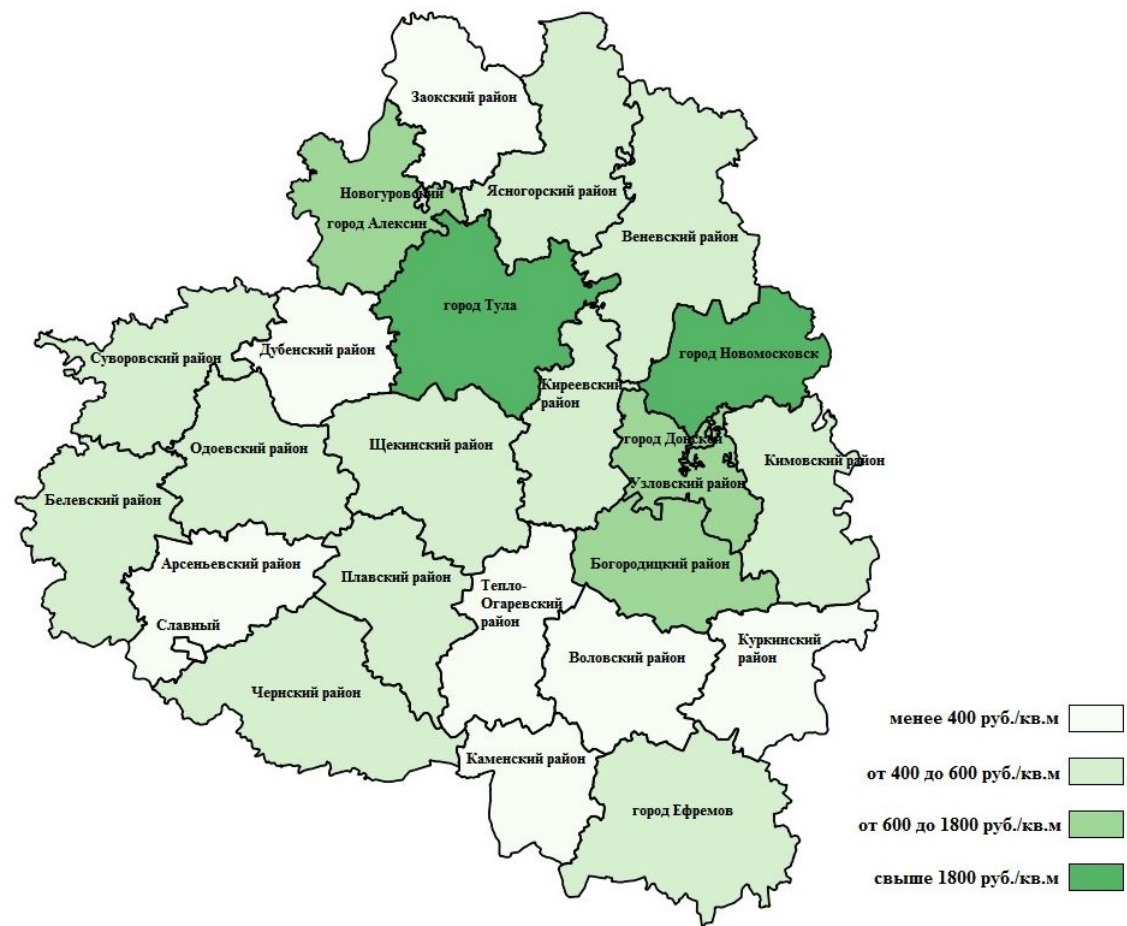 Заокский район
Ясногорский район
Новогуровский
город Алексин
Веневский район
город Тула
Суворовский район
Дубенский район
город Новомосковск
Киреевский
район
Одоевский район
Щекинский район
город Донской
Кимовский район
Узловский район
Белевский район
Арсеньевский район
Плавский район
Богородицкий район
Тепло-
Огаревский
район
Славный
Воловский район
Куркинский
район
Чернский район
Каменский район
город Ефремов
менее 400 руб./кв.м
от 400 до 600 руб./кв.м
от 600 до 1800 руб./кв.м
свыше 1800 руб./кв.м